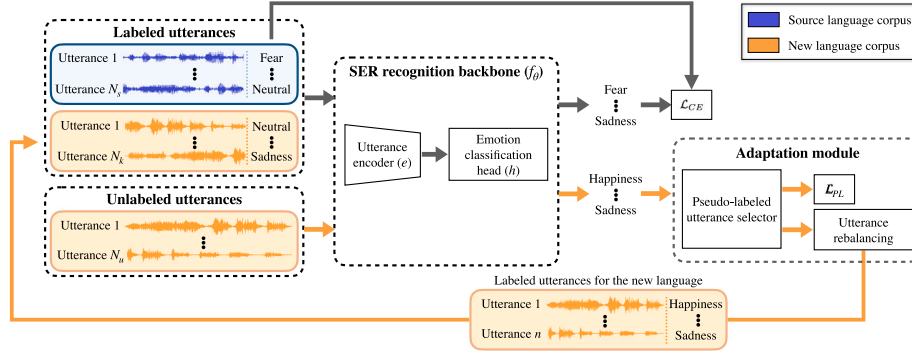 Labeled utterances
Utterance 1
Fear
Utterance Nₛ
Neutral
Utterance 1
Neutral
Utterance Nₖ
Sadness
Unlabeled utterances
Utterance 1
Utterance Nᵤ
SER recognition backbone (f_θ)
Utterance
encoder (e)
Emotion
classification
head (h)
Fear
Sadness
ℒ_CE
Happiness
Sadness
Source language corpus
New language corpus
Adaptation module
Pseudo-labeled
utterance selector
ℒ_PL
Utterance
rebalancing
Labeled utterances for the new language
Utterance 1
Happiness
Utterance n
Sadness